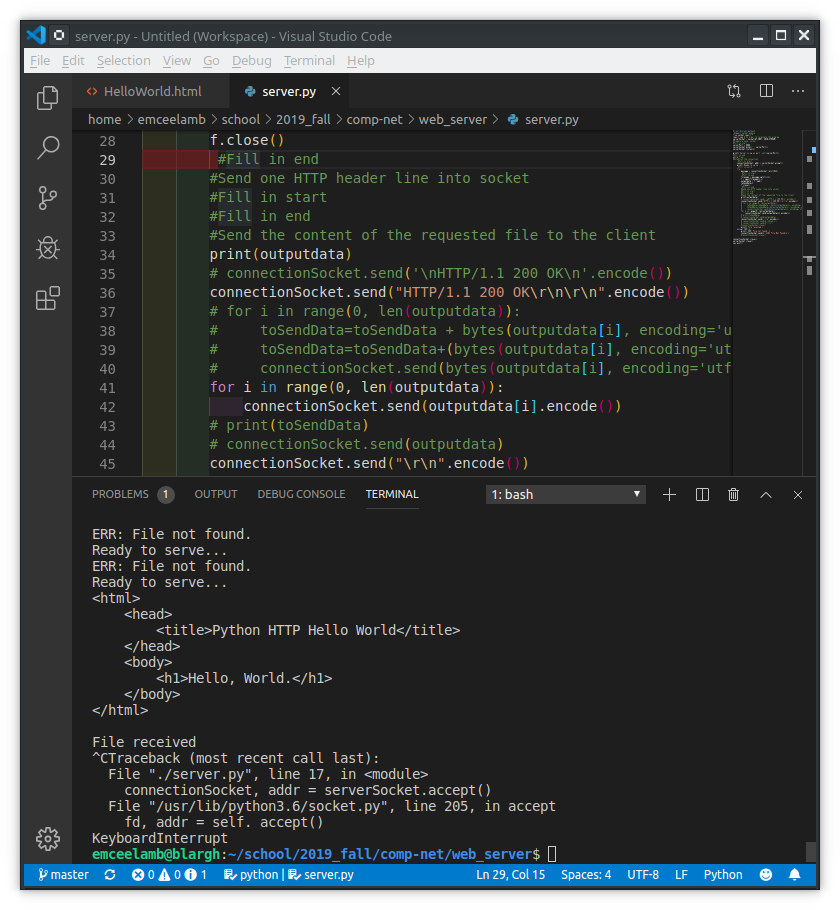 server.py - Untitled (Workspace) - Visual Studio Code
File Edit Selection View Go Debug Terminal Help
<> HelloWorld.html server.py ×
home > emceelamb > school > 2019_fall > comp-net > web_server > server.py
28 f.close()
29 #Fill in end
30 #Send one HTTP header line into socket
31 #Fill in start
32 #Fill in end
33 #Send the content of the requested file to the client
34 print(outputdata)
35 # connectionSocket.send('\nHTTP/1.1 200 OK\n'.encode())
36 connectionSocket.send("HTTP/1.1 200 OK\r\n\r\n".encode())
37 # for i in range(0, len(outputdata)):
38 #     toSendData=toSendData + bytes(outputdata[i], encoding='u
39 #     toSendData=toSendData+(bytes(outputdata[i], encoding='ut
40 #     connectionSocket.send(bytes(outputdata[i], encoding='utf
41 for i in range(0, len(outputdata)):
42     connectionSocket.send(outputdata[i].encode())
43 # print(toSendData)
44 # connectionSocket.send(outputdata)
45 connectionSocket.send("\r\n".encode())
PROBLEMS 1 OUTPUT DEBUG CONSOLE TERMINAL 1: bash
ERR: File not found.
Ready to serve...
ERR: File not found.
Ready to serve...
<html>
    <head>
        <title>Python HTTP Hello World</title>
    </head>
    <body>
        <h1>Hello, World.</h1>
    </body>
</html>
File received
^CTraceback (most recent call last):
  File "./server.py", line 17, in <module>
    connectionSocket, addr = serverSocket.accept()
  File "/usr/lib/python3.6/socket.py", line 205, in accept
    fd, addr = self. accept()
KeyboardInterrupt
emceelamb@blargh:~/school/2019_fall/comp-net/web_server$
master 0 0 1 python | server.py Ln 29, Col 15 Spaces: 4 UTF-8 LF Python